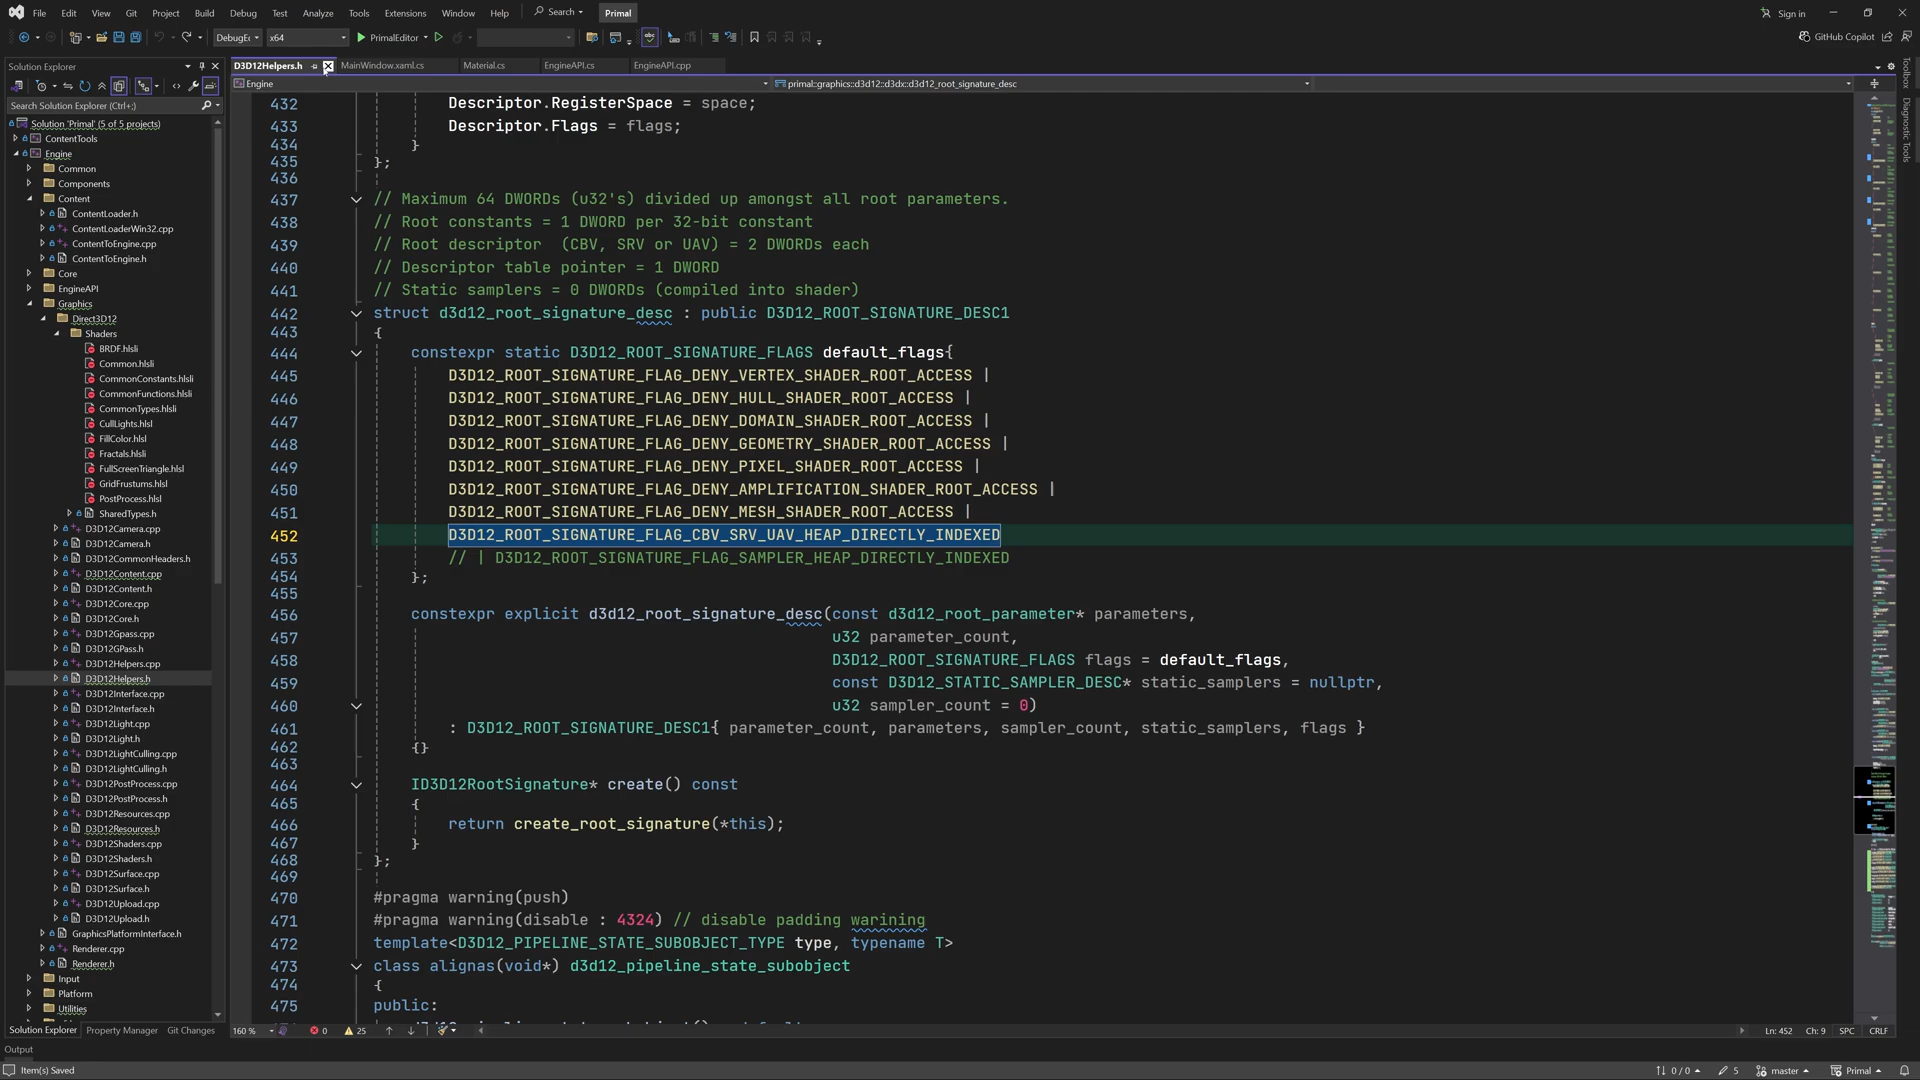 File Edit View Git Project Build Debug Test Analyze Tools Extensions Window Help Search Primal Sign in
DebugEc x64 PrimalEditor GitHub Copilot
Solution Explorer
D3D12Helpers.h MainWindow.xaml.cs Material.cs EngineAPI.cs EngineAPI.cpp
Engine primal::graphics::d3d12::d3dx::d3d12_root_signature_desc
Search Solution Explorer (Ctrl+;)
Solution 'Primal' (5 of 5 projects)
ContentTools
Engine
Common
Components
Content
ContentLoader.h
ContentLoaderWin32.cpp
ContentToEngine.cpp
ContentToEngine.h
Core
EngineAPI
Graphics
Direct3D12
Shaders
BRDF.hlsli
Common.hlsli
CommonConstants.hlsli
CommonFunctions.hlsli
CommonTypes.hlsli
CullLights.hlsl
FillColor.hlsl
Fractals.hlsli
FullScreenTriangle.hlsl
GridFrustums.hlsl
PostProcess.hlsl
SharedTypes.h
D3D12Camera.cpp
D3D12Camera.h
D3D12CommonHeaders.h
D3D12Content.cpp
D3D12Content.h
D3D12Core.cpp
D3D12Core.h
D3D12Gpass.cpp
D3D12GPass.h
D3D12Helpers.cpp
D3D12Helpers.h
D3D12Interface.cpp
D3D12Interface.h
D3D12Light.cpp
D3D12Light.h
D3D12LightCulling.cpp
D3D12LightCulling.h
D3D12PostProcess.cpp
D3D12PostProcess.h
D3D12Resources.cpp
D3D12Resources.h
D3D12Shaders.cpp
D3D12Shaders.h
D3D12Surface.cpp
D3D12Surface.h
D3D12Upload.cpp
D3D12Upload.h
GraphicsPlatformInterface.h
Renderer.cpp
Renderer.h
Input
Platform
Utilities
Solution Explorer Property Manager Git Changes
432 Descriptor.RegisterSpace = space;
433 Descriptor.Flags = flags;
434 }
435 };
436
437 // Maximum 64 DWORDs (u32's) divided up amongst all root parameters.
438 // Root constants = 1 DWORD per 32-bit constant
439 // Root descriptor  (CBV, SRV or UAV) = 2 DWORDs each
440 // Descriptor table pointer = 1 DWORD
441 // Static samplers = 0 DWORDs (compiled into shader)
442 struct d3d12_root_signature_desc : public D3D12_ROOT_SIGNATURE_DESC1
443 {
444 constexpr static D3D12_ROOT_SIGNATURE_FLAGS default_flags{
445 D3D12_ROOT_SIGNATURE_FLAG_DENY_VERTEX_SHADER_ROOT_ACCESS |
446 D3D12_ROOT_SIGNATURE_FLAG_DENY_HULL_SHADER_ROOT_ACCESS |
447 D3D12_ROOT_SIGNATURE_FLAG_DENY_DOMAIN_SHADER_ROOT_ACCESS |
448 D3D12_ROOT_SIGNATURE_FLAG_DENY_GEOMETRY_SHADER_ROOT_ACCESS |
449 D3D12_ROOT_SIGNATURE_FLAG_DENY_PIXEL_SHADER_ROOT_ACCESS |
450 D3D12_ROOT_SIGNATURE_FLAG_DENY_AMPLIFICATION_SHADER_ROOT_ACCESS |
451 D3D12_ROOT_SIGNATURE_FLAG_DENY_MESH_SHADER_ROOT_ACCESS |
452 D3D12_ROOT_SIGNATURE_FLAG_CBV_SRV_UAV_HEAP_DIRECTLY_INDEXED
453 // | D3D12_ROOT_SIGNATURE_FLAG_SAMPLER_HEAP_DIRECTLY_INDEXED
454 };
455
456 constexpr explicit d3d12_root_signature_desc(const d3d12_root_parameter* parameters,
457 u32 parameter_count,
458 D3D12_ROOT_SIGNATURE_FLAGS flags = default_flags,
459 const D3D12_STATIC_SAMPLER_DESC* static_samplers = nullptr,
460 u32 sampler_count = 0)
461 : D3D12_ROOT_SIGNATURE_DESC1{ parameter_count, parameters, sampler_count, static_samplers, flags }
462 {}
463
464 ID3D12RootSignature* create() const
465 {
466 return create_root_signature(*this);
467 }
468 };
469
470 #pragma warning(push)
471 #pragma warning(disable : 4324) // disable padding warining
472 template<D3D12_PIPELINE_STATE_SUBOBJECT_TYPE type, typename T>
473 class alignas(void*) d3d12_pipeline_state_subobject
474 {
475 public:
160 % 0 25 Ln: 452 Ch: 9 SPC CRLF
Toolbox
Diagnostic Tools
Output
Item(s) Saved 0 / 0 5 master Primal